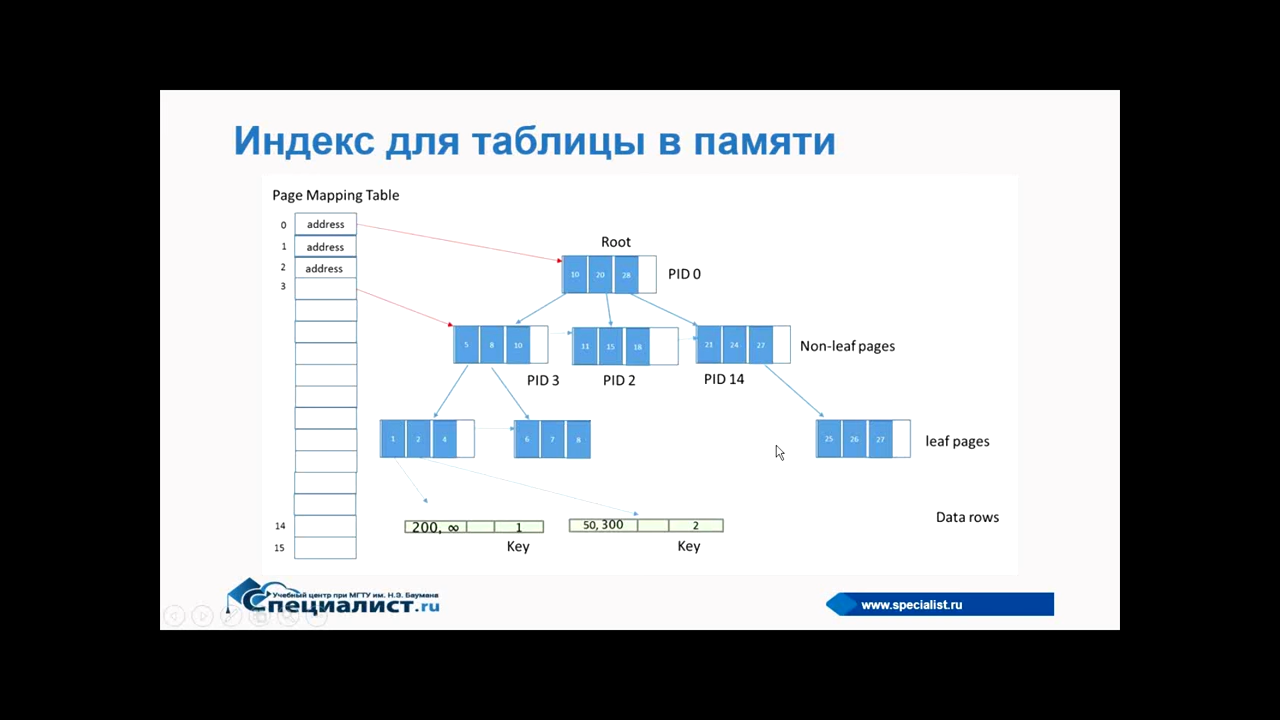 Индекс для таблицы в памяти
Page Mapping Table
0 address
1 address
2 address
3
14
15
Root
10 20 28
PID 0
5 8 10
11 15 18
21 24 27
Non-leaf pages
PID 3
PID 2
PID 14
1 2 4
6 7 8
25 26 27
leaf pages
200, ∞ 1
50, 300 2
Data rows
Key
Key
Учебный центр при МГТУ им. Н.Э. Баумана
Специалист.ru
www.specialist.ru